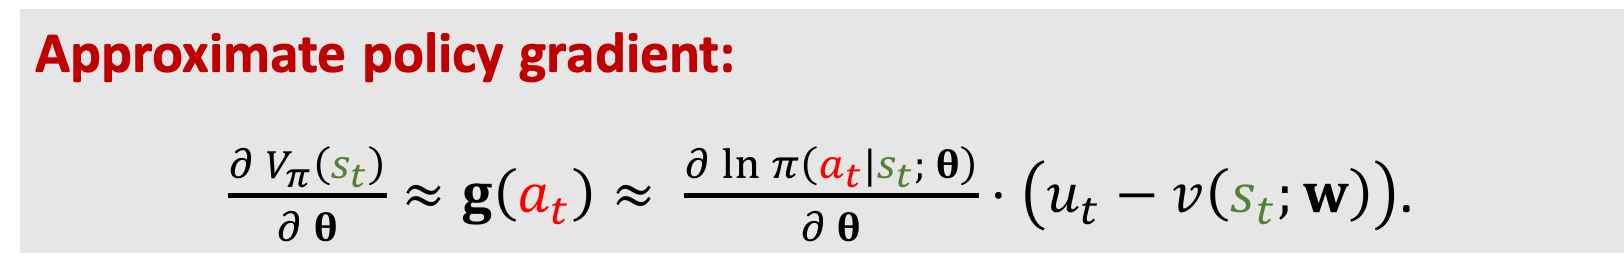 Approximate policy gradient:
∂ V_π(s_t) / ∂ θ ≈ g(a_t) ≈ ∂ ln π(a_t|s_t; θ) / ∂ θ · (u_t − v(s_t; w)).